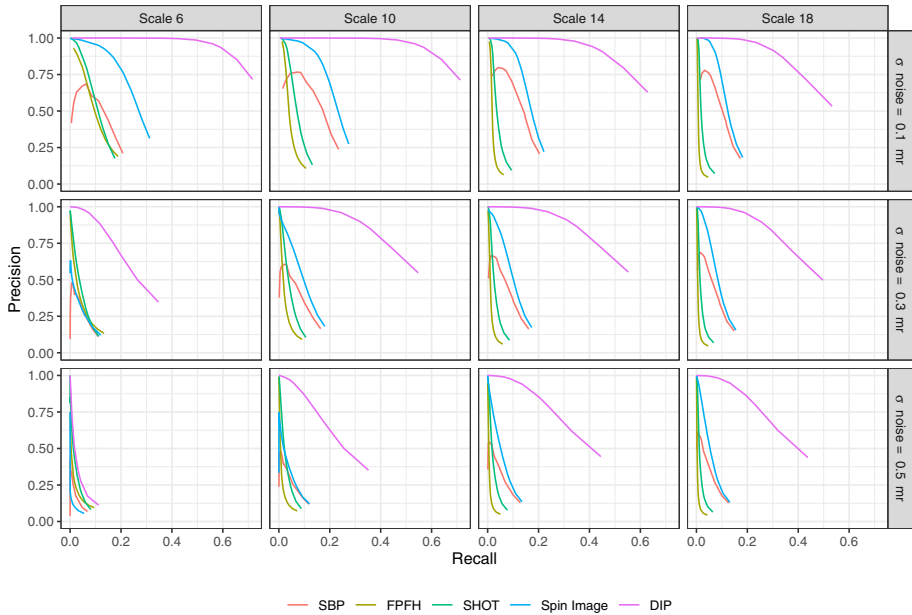 Scale 6 Scale 10 Scale 14 Scale 18
1.00
0.75
0.50
0.25
0.00
σ noise = 0.1 mr
1.00
0.75
0.50
0.25
0.00
σ noise = 0.3 mr
1.00
0.75
0.50
0.25
0.00
σ noise = 0.5 mr
Precision
0.0 0.2 0.4 0.6 0.0 0.2 0.4 0.6 0.0 0.2 0.4 0.6 0.0 0.2 0.4 0.6
Recall
SBP FPFH SHOT Spin Image DIP